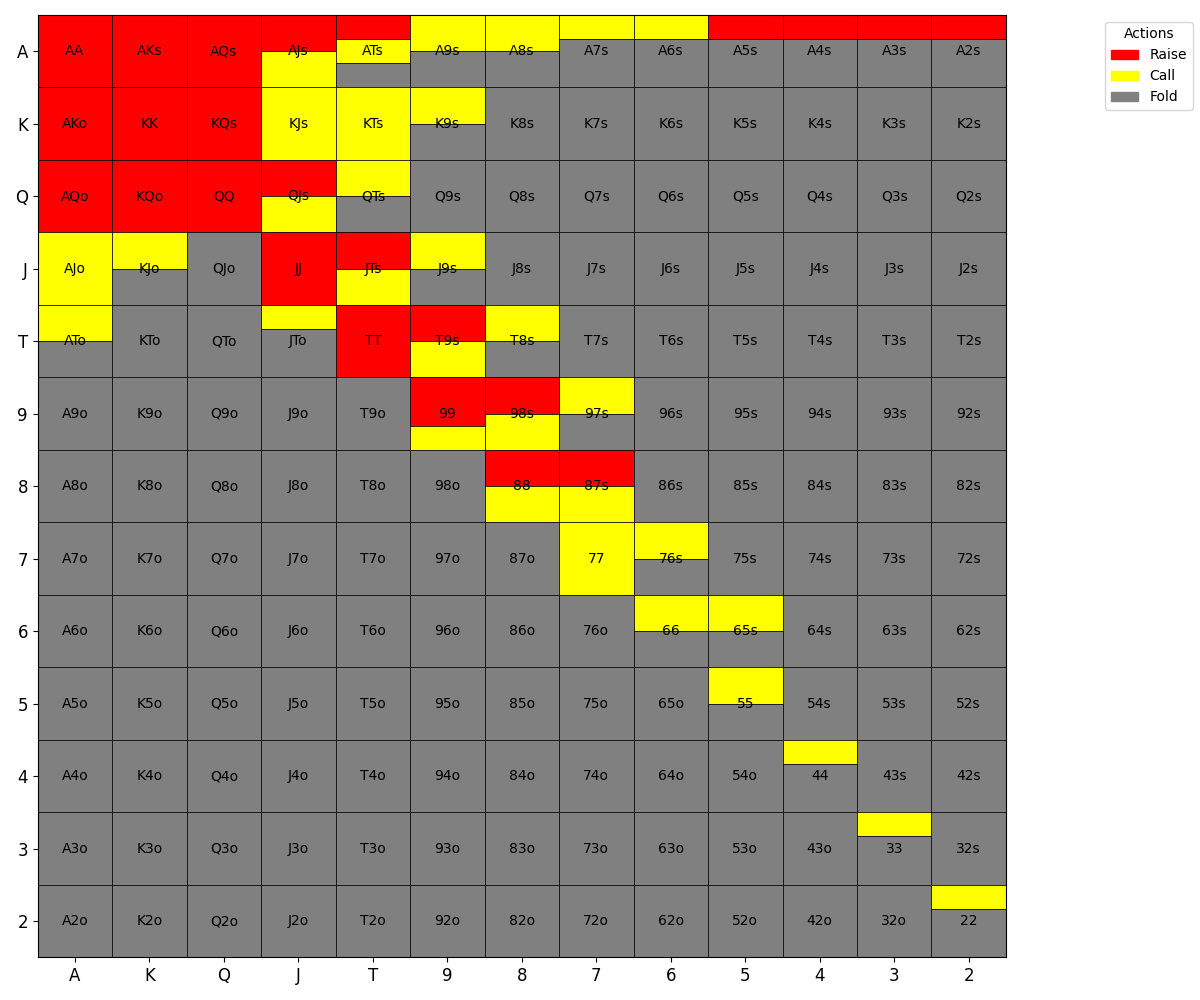 Actions
Raise
Call
Fold
A AA AKs AQs AJs ATs A9s A8s A7s A6s A5s A4s A3s A2s
K AKo KK KQs KJs KTs K9s K8s K7s K6s K5s K4s K3s K2s
Q AQo KQo QQ QJs QTs Q9s Q8s Q7s Q6s Q5s Q4s Q3s Q2s
J AJo KJo QJo JJ JTs J9s J8s J7s J6s J5s J4s J3s J2s
T ATo KTo QTo JTo TT T9s T8s T7s T6s T5s T4s T3s T2s
9 A9o K9o Q9o J9o T9o 99 98s 97s 96s 95s 94s 93s 92s
8 A8o K8o Q8o J8o T8o 98o 88 87s 86s 85s 84s 83s 82s
7 A7o K7o Q7o J7o T7o 97o 87o 77 76s 75s 74s 73s 72s
6 A6o K6o Q6o J6o T6o 96o 86o 76o 66 65s 64s 63s 62s
5 A5o K5o Q5o J5o T5o 95o 85o 75o 65o 55 54s 53s 52s
4 A4o K4o Q4o J4o T4o 94o 84o 74o 64o 54o 44 43s 42s
3 A3o K3o Q3o J3o T3o 93o 83o 73o 63o 53o 43o 33 32s
2 A2o K2o Q2o J2o T2o 92o 82o 72o 62o 52o 42o 32o 22
A K Q J T 9 8 7 6 5 4 3 2